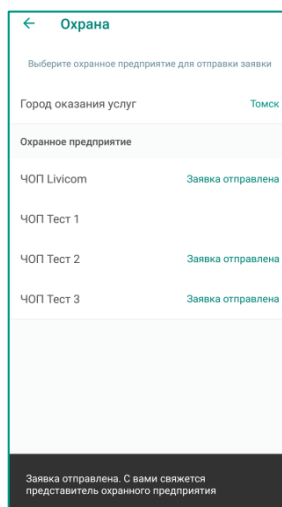 Охрана
Выберите охранное предприятие для отправки заявки
Город оказания услуг Томск
Охранное предприятие
ЧОП Livicom Заявка отправлена
ЧОП Тест 1
ЧОП Тест 2 Заявка отправлена
ЧОП Тест 3 Заявка отправлена
Заявка отправлена. С вами свяжется
представитель охранного предприятия